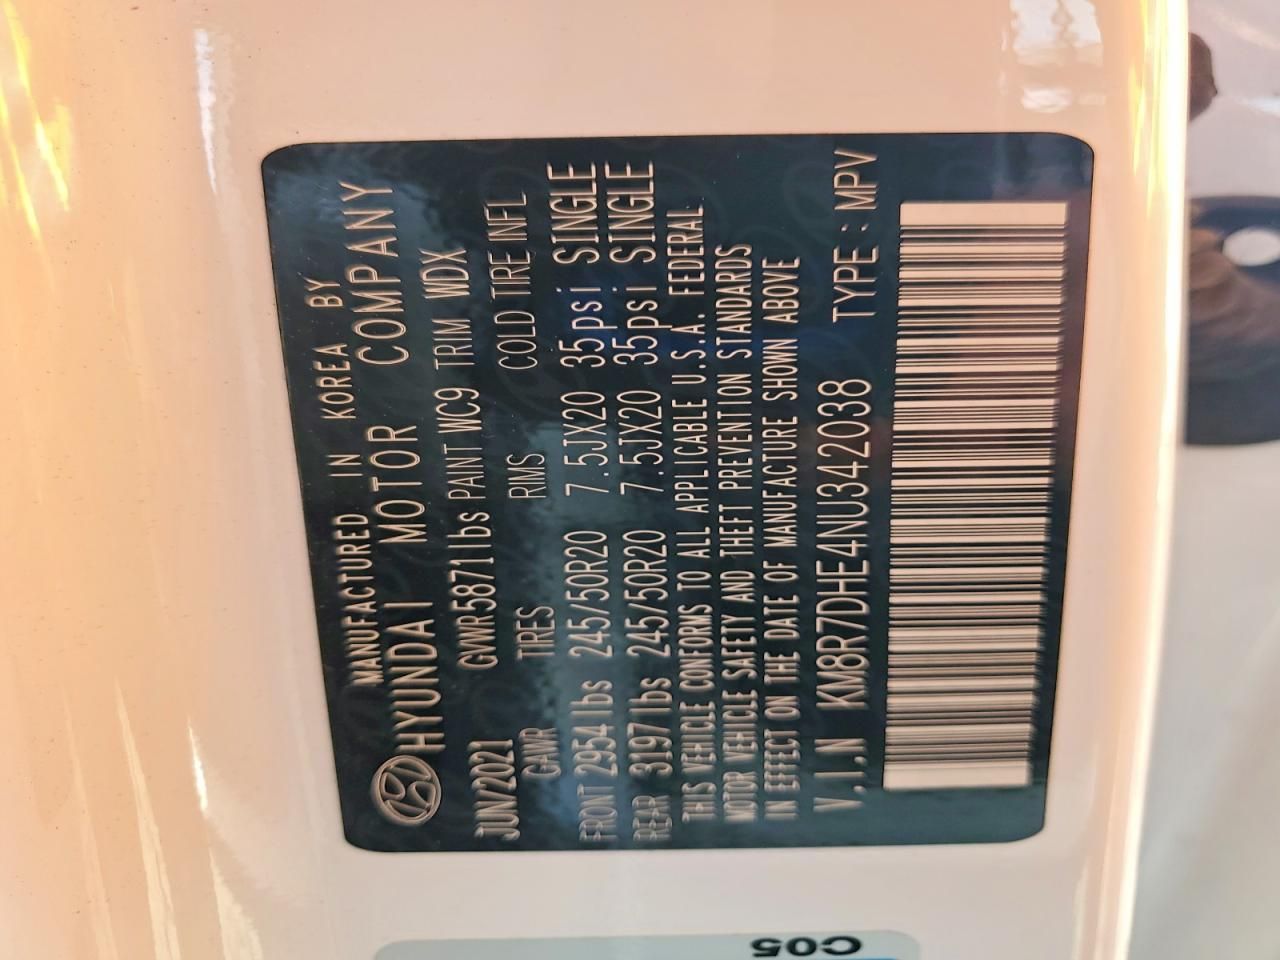 MANUFACTURED IN KOREA BY
HYUNDAI MOTOR COMPANY
JUN/2021 GVWR5871lbs PAINT WC9 TRIM WDX
GAWR TIRES RIMS COLD TIRE INFL
FRONT 2954lbs 245/50R20 7.5JX20 35psi SINGLE
REAR 3197lbs 245/50R20 7.5JX20 35psi SINGLE
THIS VEHICLE CONFORMS TO ALL APPLICABLE U.S.A. FEDERAL
MOTOR VEHICLE SAFETY AND THEFT PREVENTION STANDARDS
IN EFFECT ON THE DATE OF MANUFACTURE SHOWN ABOVE
V.I.N KM8R7DHE4NU342038 TYPE : MPV
C05